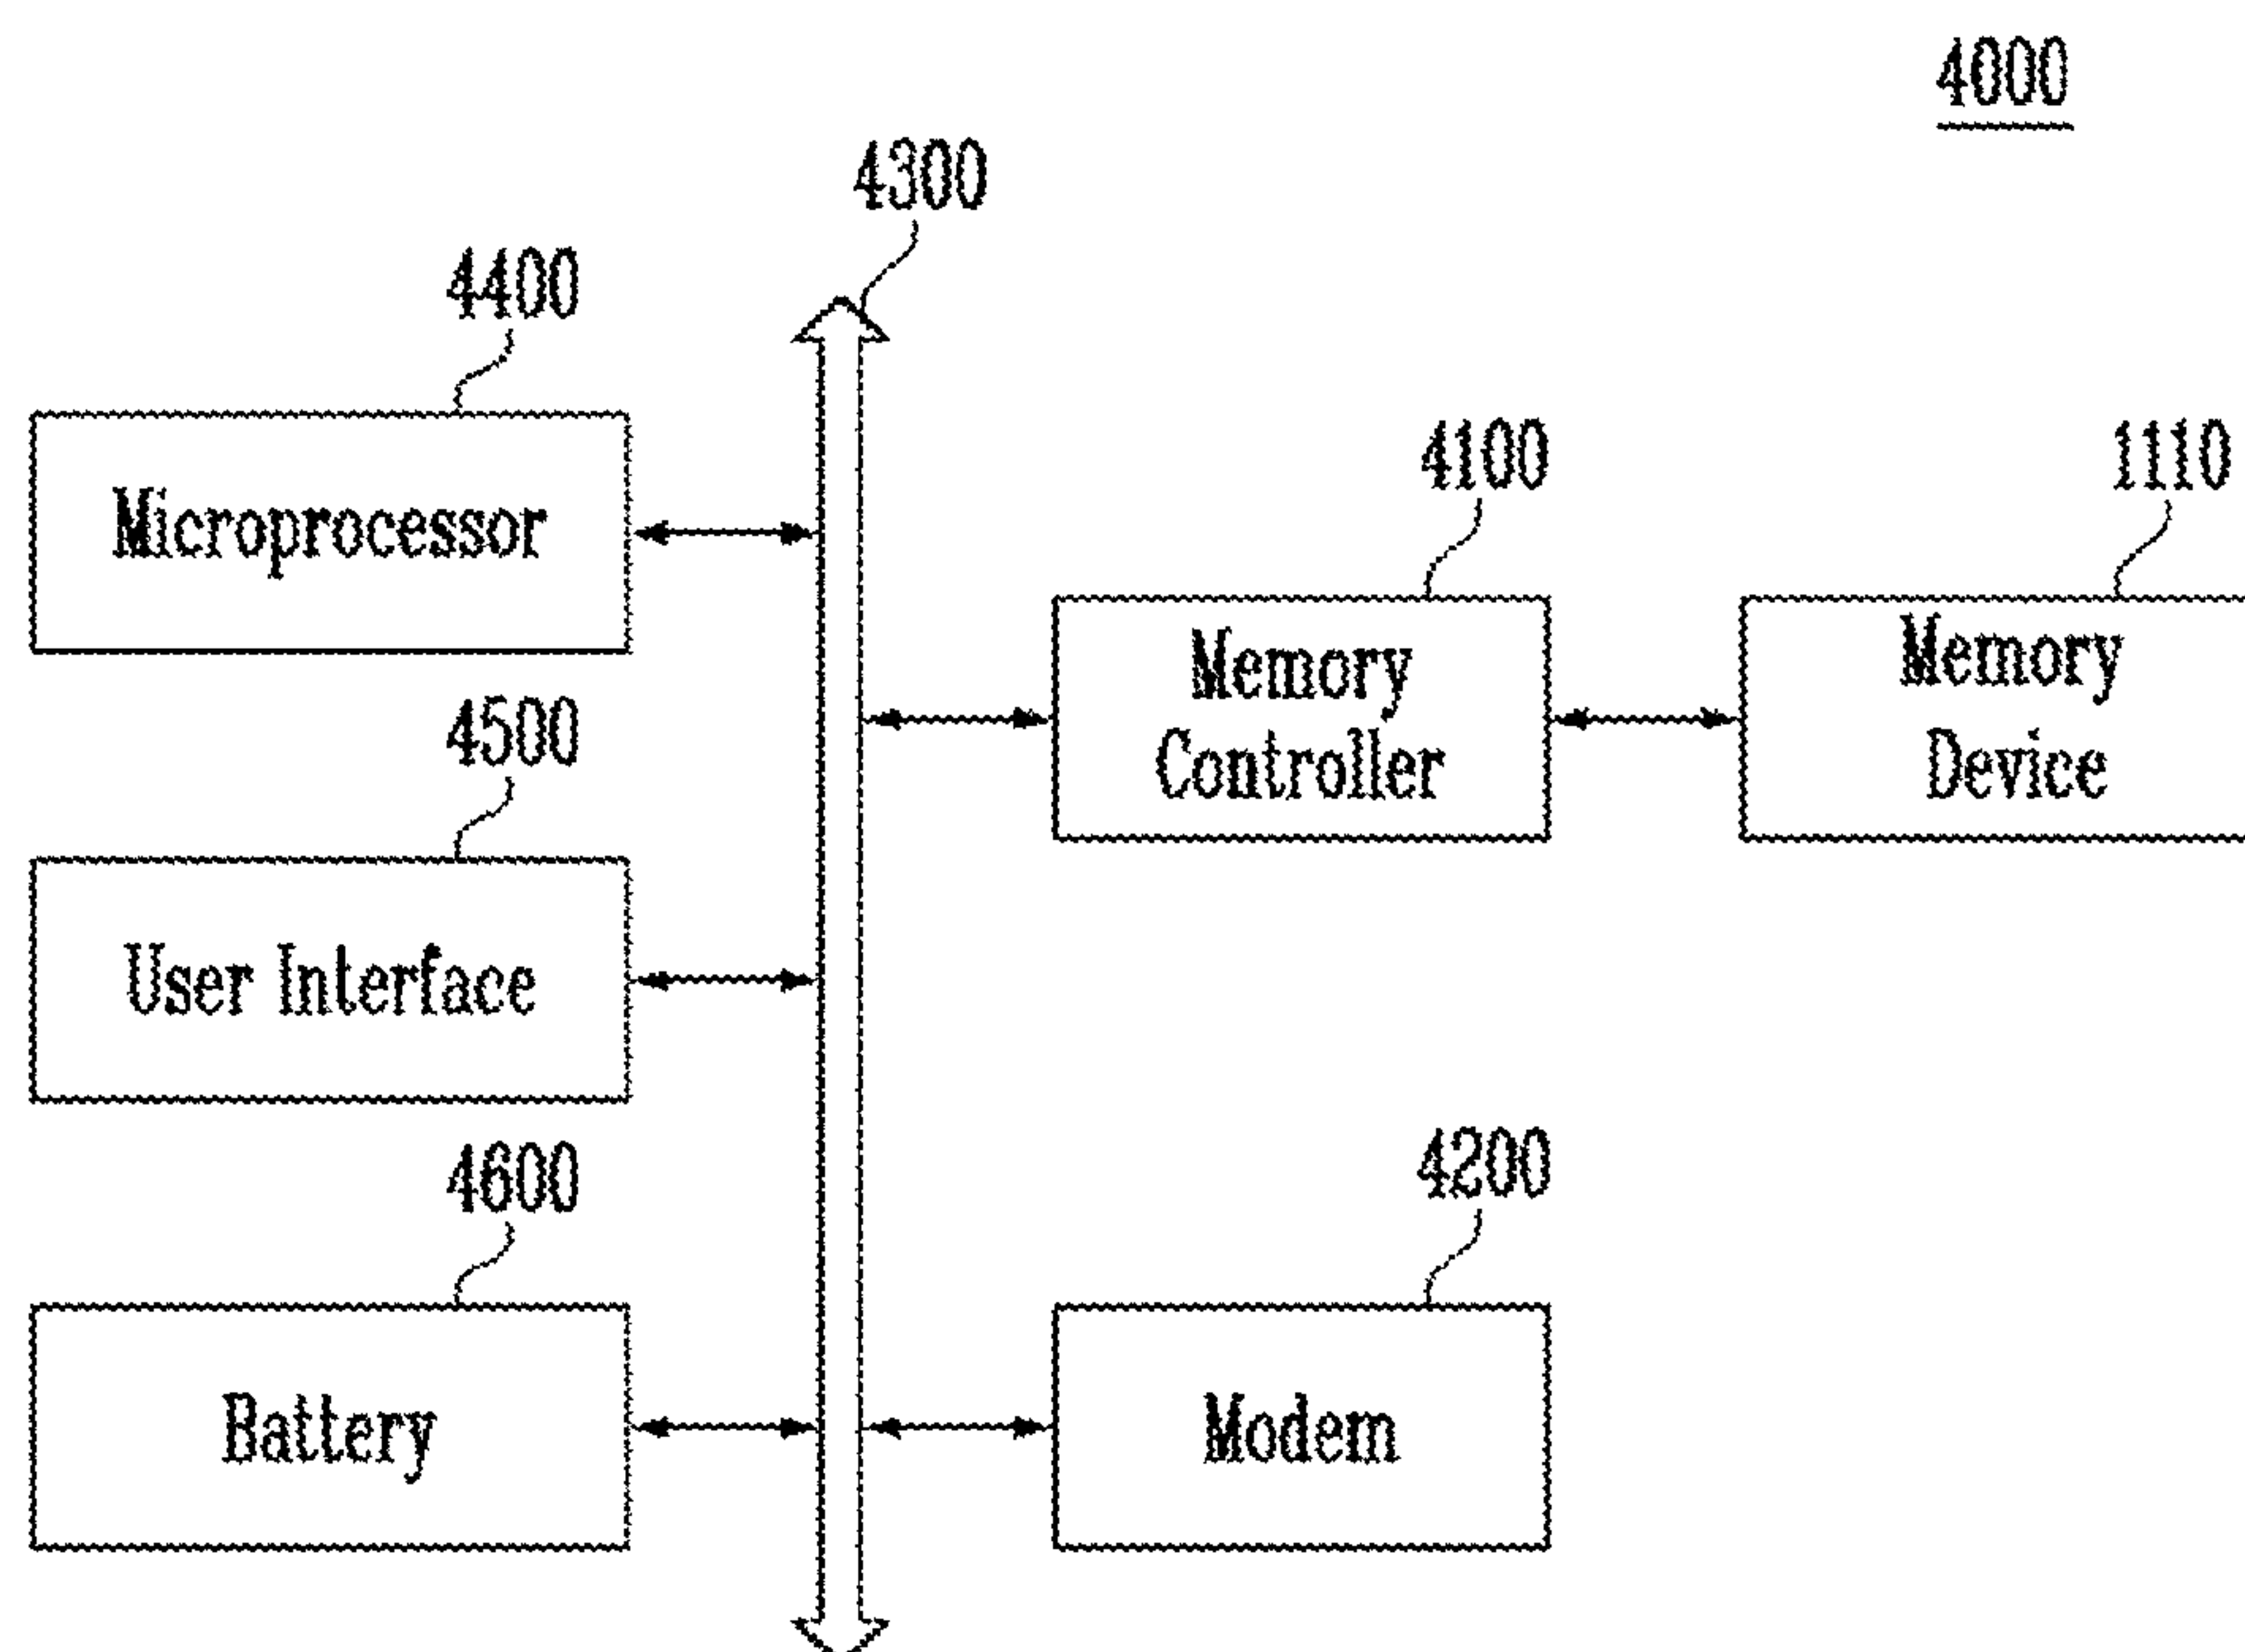 4000
4300
4400
Microprocessor
4100
1110
Memory
Controller
Memory
Device
4500
User Interface
4600
4200
Battery
Modem